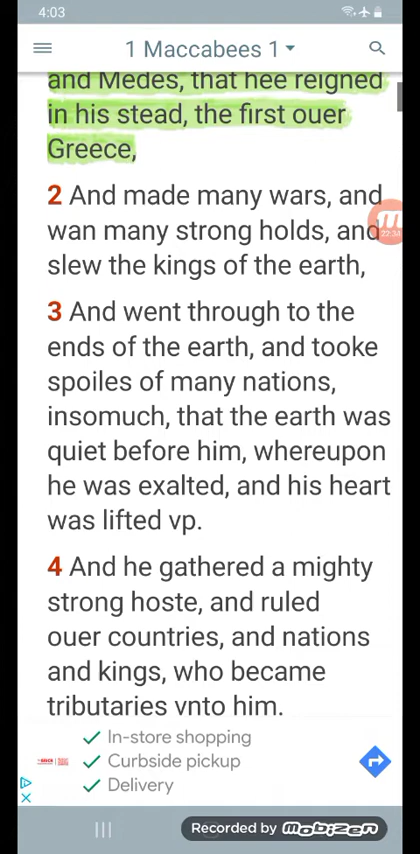 4:03
1 Maccabees 1
and Medes, that hee reigned
in his stead, the first ouer
Greece,
2 And made many wars, and
wan many strong holds, and
slew the kings of the earth,
22:34
3 And went through to the
ends of the earth, and tooke
spoiles of many nations,
insomuch, that the earth was
quiet before him, whereupon
he was exalted, and his heart
was lifted vp.
4 And he gathered a mighty
strong hoste, and ruled
ouer countries, and nations
and kings, who became
tributaries vnto him.
In-store shopping
Curbside pickup
Delivery
Recorded by mobizen